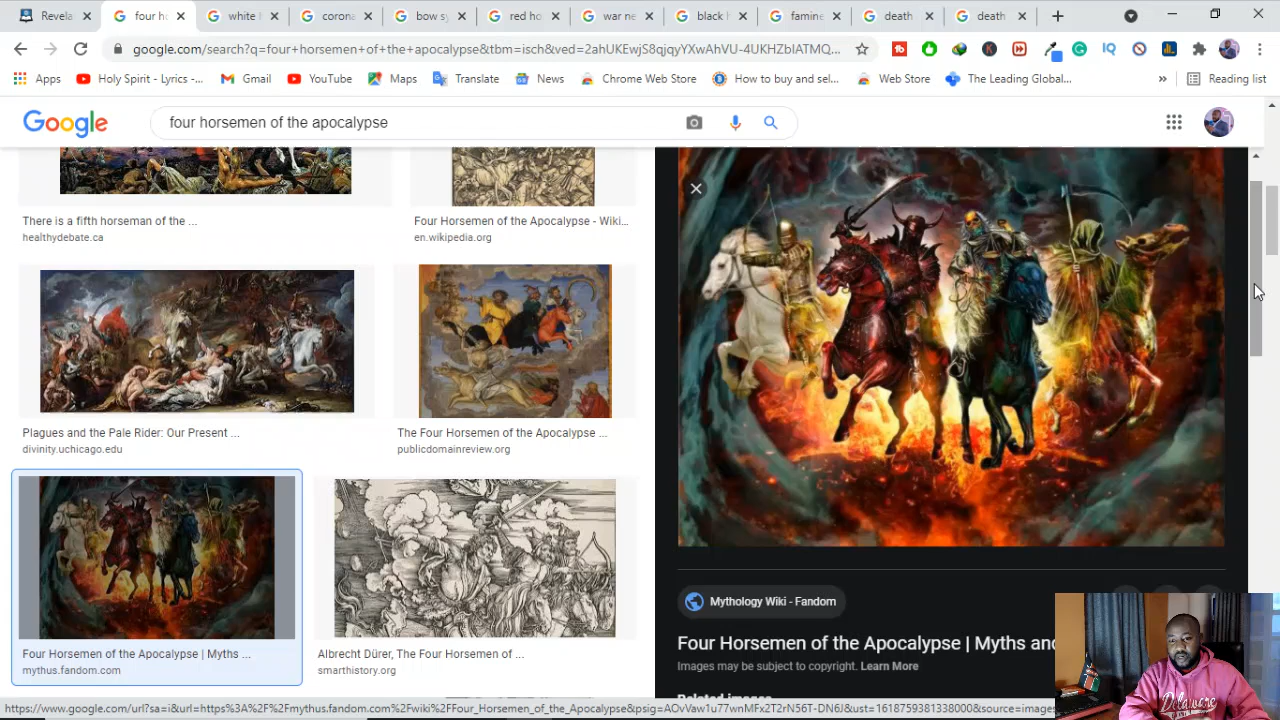 Revela
four ho
white h
corona
bow sy
red ho
war ne
black h
famine
death
death
google.com/search?q=four+horsemen+of+the+apocalypse&tbm=isch&ved=2ahUKEwjS8qjqyYXwAhVU-4UKHZbIATMQ...
Apps
Holy Spirit - Lyrics -...
Gmail
YouTube
Maps
Translate
News
Chrome Web Store
How to buy and sel...
Web Store
The Leading Global...
»
Reading list
Google
four horsemen of the apocalypse
There is a fifth horseman of the ...
healthydebate.ca
Four Horsemen of the Apocalypse - Wiki...
en.wikipedia.org
Plagues and the Pale Rider: Our Present ...
divinity.uchicago.edu
The Four Horsemen of the Apocalypse ...
publicdomainreview.org
Four Horsemen of the Apocalypse | Myths ...
mythus.fandom.com
Albrecht Dürer, The Four Horsemen of ...
smarthistory.org
Mythology Wiki - Fandom
Four Horsemen of the Apocalypse | Myths and
Images may be subject to copyright. Learn More
Related images
Delaware
https://www.google.com/url?sa=i&url=https%3A%2F%2Fmythus.fandom.com%2Fwiki%2FFour_Horsemen_of_the_Apocalypse&psig=AOvVaw1u77wnMFx2T2rN56T-DN6J&ust=1618759381338000&source=images